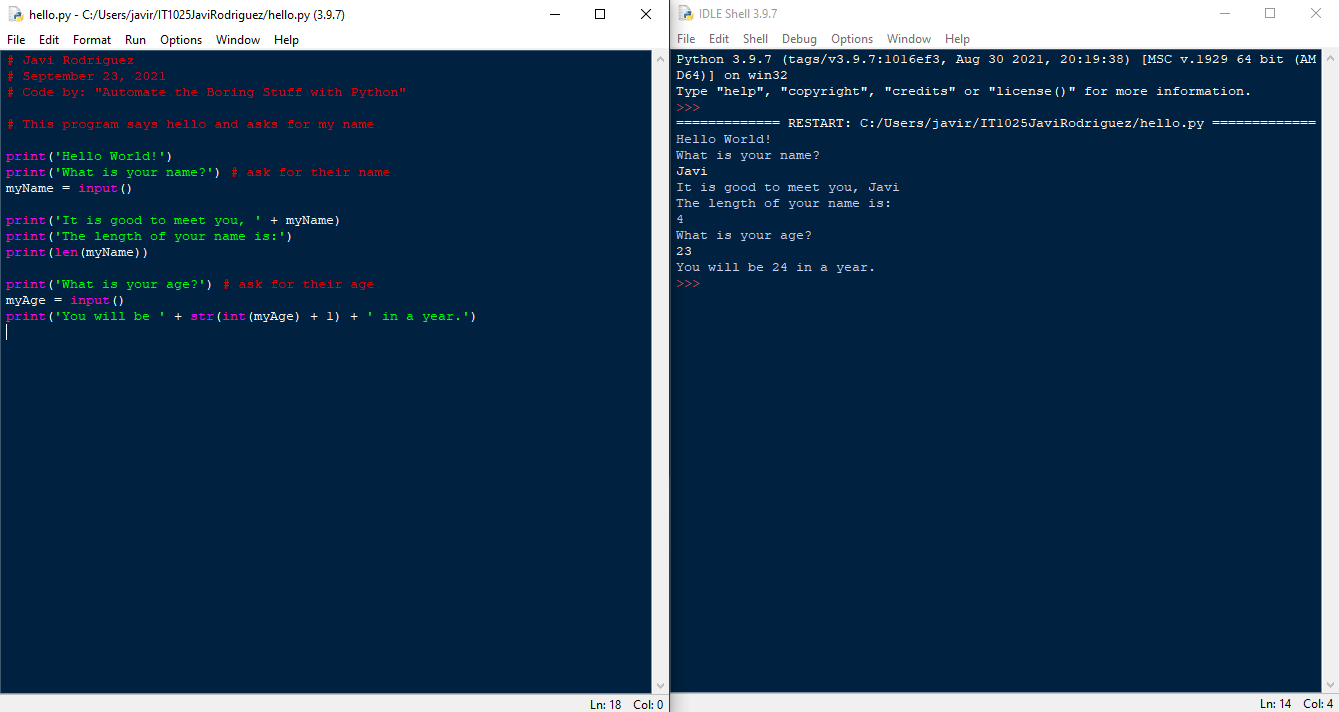 hello.py - C:/Users/javir/IT1025JaviRodriguez/hello.py (3.9.7)
File Edit Format Run Options Window Help
# Javi Rodriguez
# September 23, 2021
# Code by: "Automate the Boring Stuff with Python"
# This program says hello and asks for my name
print('Hello World!')
print('What is your name?') # ask for their name
myName = input()
print('It is good to meet you, ' + myName)
print('The length of your name is:')
print(len(myName))
print('What is your age?') # ask for their age
myAge = input()
print('You will be ' + str(int(myAge) + 1) + ' in a year.')
Ln: 18 Col: 0
IDLE Shell 3.9.7
File Edit Shell Debug Options Window Help
Python 3.9.7 (tags/v3.9.7:1016ef3, Aug 30 2021, 20:19:38) [MSC v.1929 64 bit (AM
D64)] on win32
Type "help", "copyright", "credits" or "license()" for more information.
>>>
============= RESTART: C:/Users/javir/IT1025JaviRodriguez/hello.py =============
Hello World!
What is your name?
Javi
It is good to meet you, Javi
The length of your name is:
4
What is your age?
23
You will be 24 in a year.
>>>
Ln: 14 Col: 4